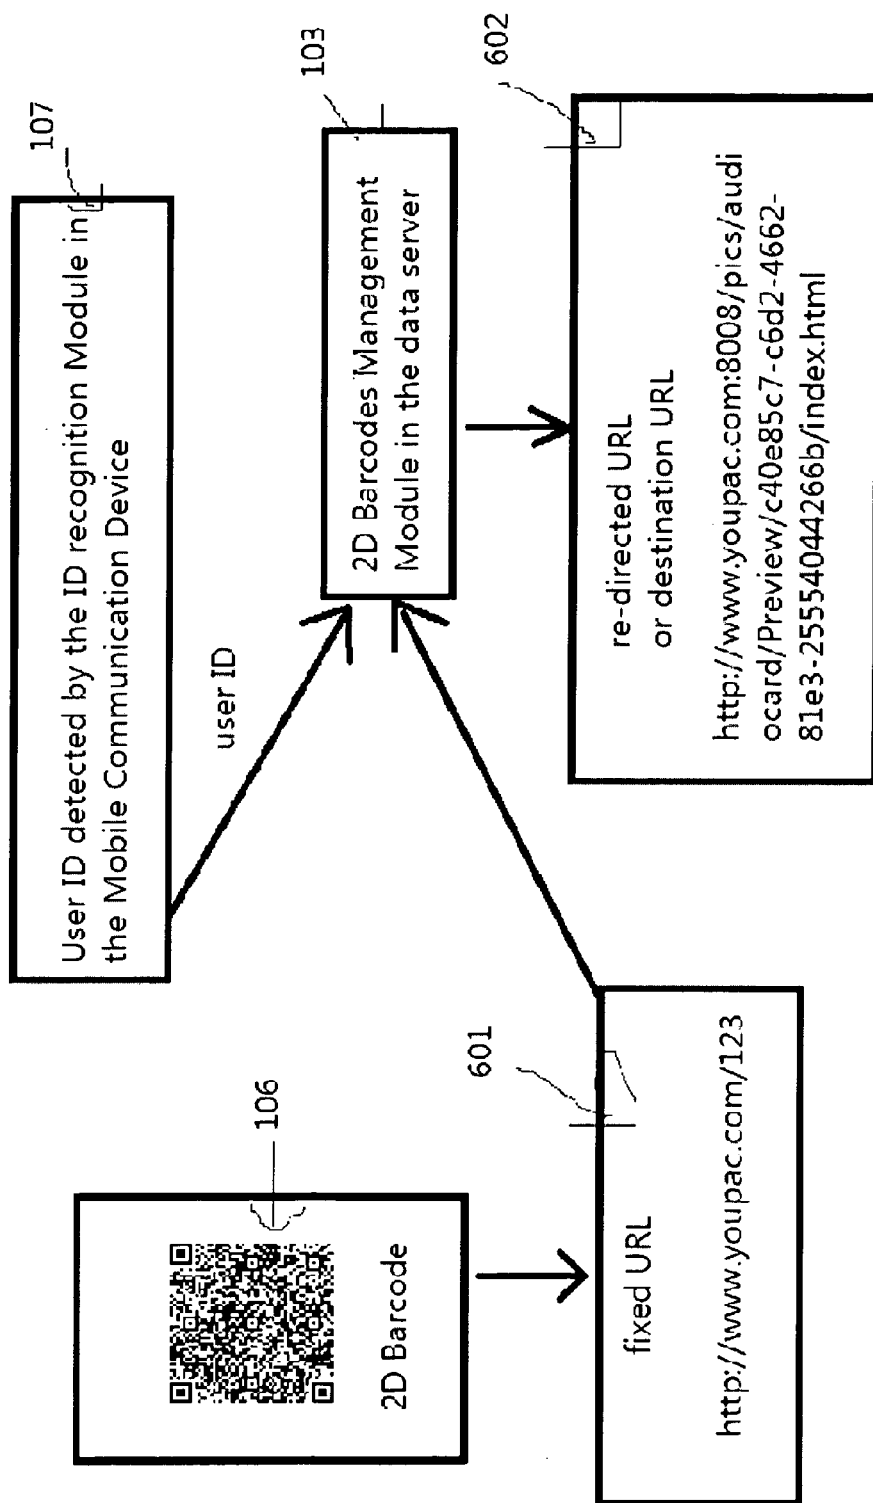 106
2D Barcode
601
fixed URL
http://www.youpac.com/123
107
User ID detected by the ID recognition Module in
the Mobile Communication Device
user ID
103
2D Barcodes Management
Module in the data server
602
re-directed URL
or destination URL
http://www.youpac.com:8008/pics/audi
ocard/Preview/c40e85c7-c6d2-4662-
81e3-25554044266b/index.html